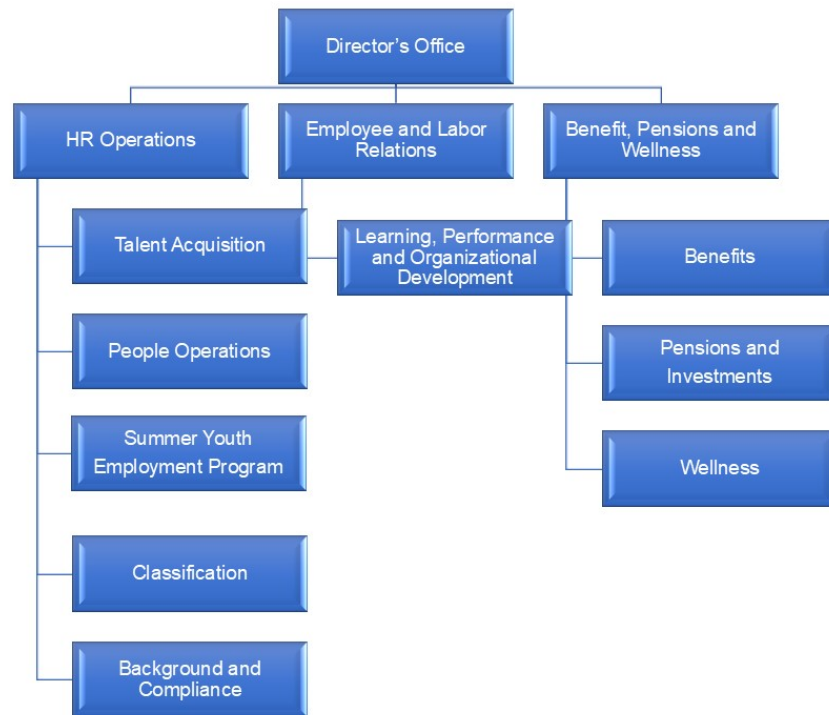 Director's Office
HR Operations
Employee and Labor
Relations
Benefit, Pensions and
Wellness
Talent Acquisition
Learning, Performance
and Organizational
Development
Benefits
People Operations
Pensions and
Investments
Summer Youth
Employment Program
Wellness
Classification
Background and
Compliance